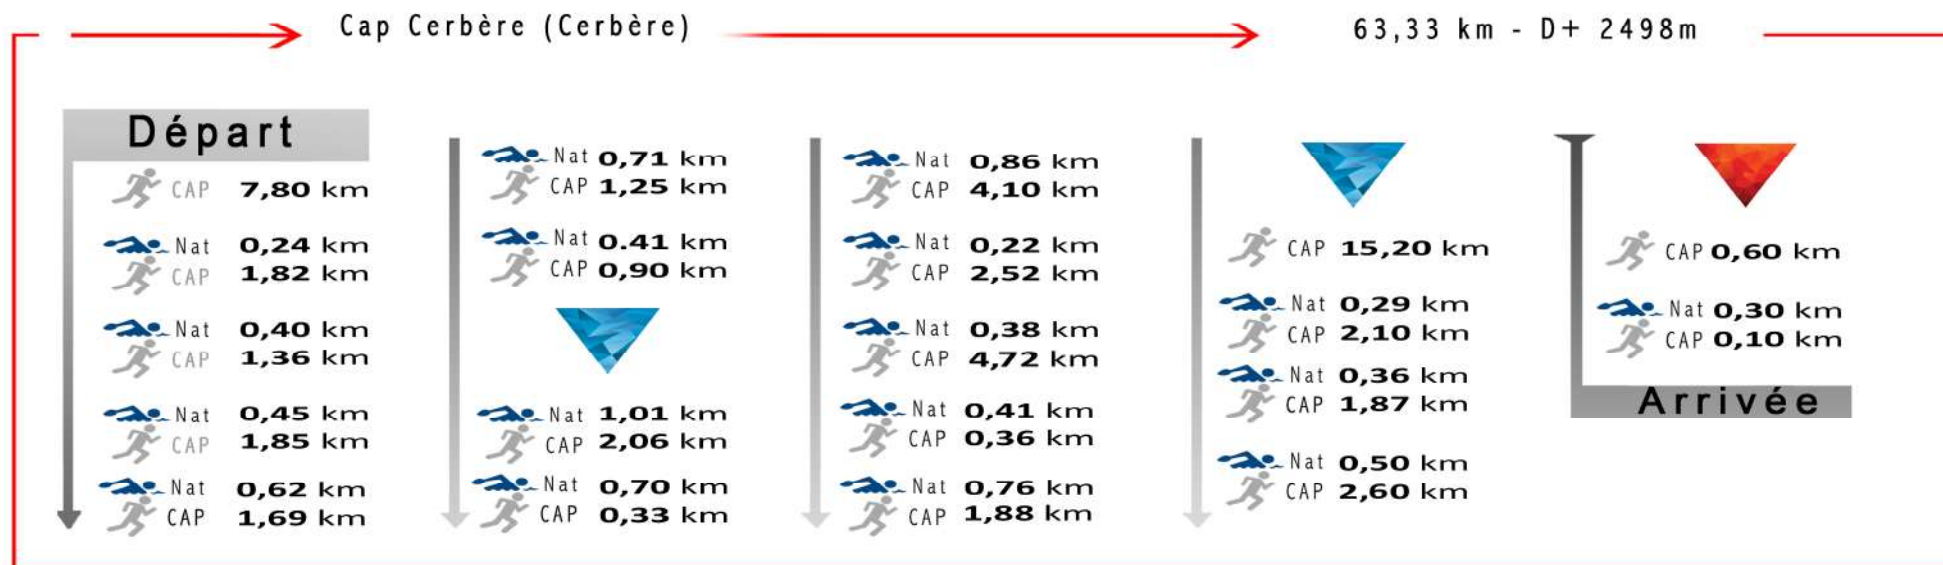 Cap Cerbère (Cerbère)
63,33 km - D+ 2498m
Départ
CAP 7,80 km
Nat 0,24 km
CAP 1,82 km
Nat 0,40 km
CAP 1,36 km
Nat 0,45 km
CAP 1,85 km
Nat 0,62 km
CAP 1,69 km
Nat 0,71 km
CAP 1,25 km
Nat 0.41 km
CAP 0,90 km
Nat 1,01 km
CAP 2,06 km
Nat 0,70 km
CAP 0,33 km
Nat 0,86 km
CAP 4,10 km
Nat 0,22 km
CAP 2,52 km
Nat 0,38 km
CAP 4,72 km
Nat 0,41 km
CAP 0,36 km
Nat 0,76 km
CAP 1,88 km
CAP 15,20 km
Nat 0,29 km
CAP 2,10 km
Nat 0,36 km
CAP 1,87 km
Nat 0,50 km
CAP 2,60 km
CAP 0,60 km
Nat 0,30 km
CAP 0,10 km
Arrivée